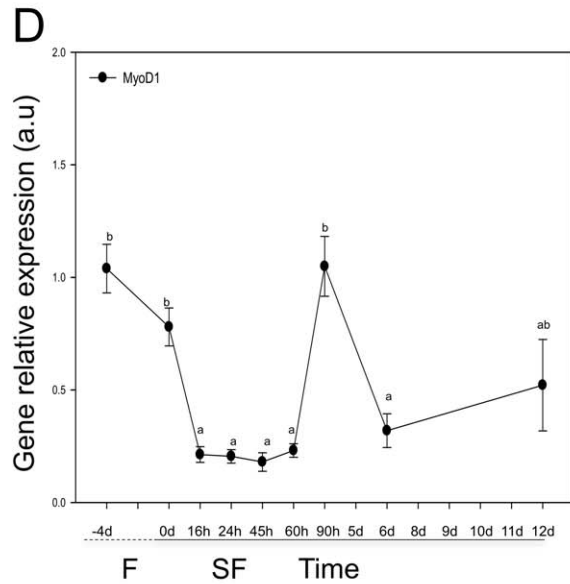 D
Gene relative expression (a.u)
2.0
MyoD1
1.5
b
b
1.0
b
0.5
ab
a
a a a a
0.0
-4d 0d 16h 24h 45h 60h 90h 5d 6d 8d 9d 10d 11d 12d
F SF Time